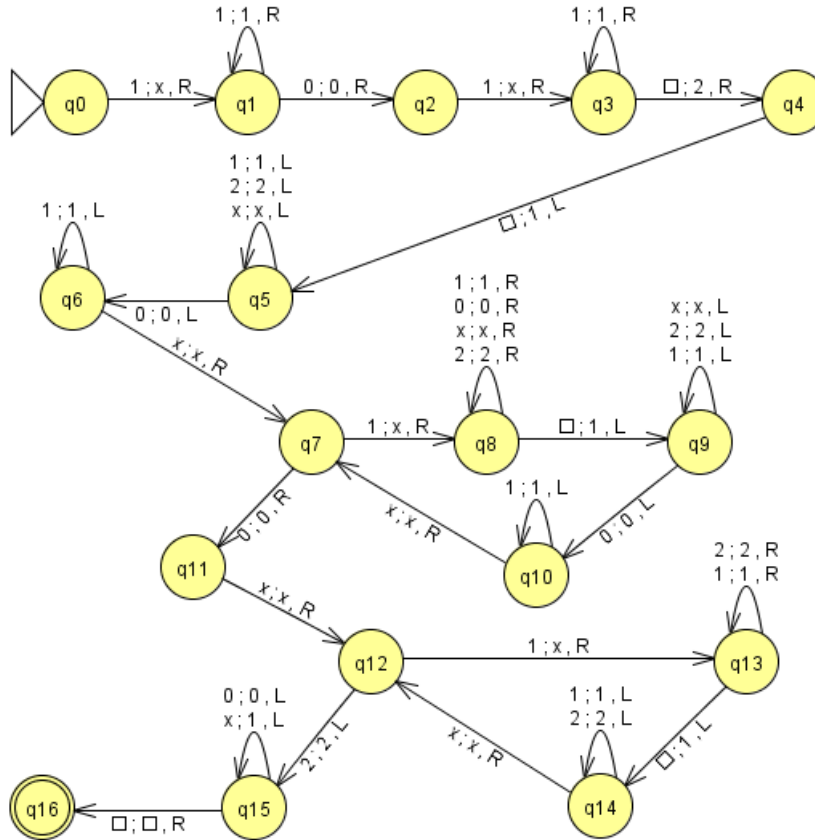 1 ; 1 , R
1 ; 1 , R
q0
1 ; x , R
q1
0 ; 0 , R
q2
1 ; x , R
q3
□ ; 2 , R
q4
1 ; 1 , L
2 ; 2 , L
x ; x , L
1 ; 1 , L
□ ; 1 , L
q6
0 ; 0 , L
q5
1 ; 1 , R
0 ; 0 , R
x ; x , R
2 ; 2 , R
x ; x , L
2 ; 2 , L
1 ; 1 , L
x ; x , R
q7
1 ; x , R
q8
□ ; 1 , L
q9
0 ; 0 , R
x ; x , R
1 ; 1 , L
0 ; 0 , L
q11
q10
x ; x , R
2 ; 2 , R
1 ; 1 , R
q12
1 ; x , R
q13
0 ; 0 , L
x ; 1 , L
2 ; 2 , L
x ; x , R
1 ; 1 , L
2 ; 2 , L
□ ; 1 , L
q16
□ ; □ , R
q15
q14